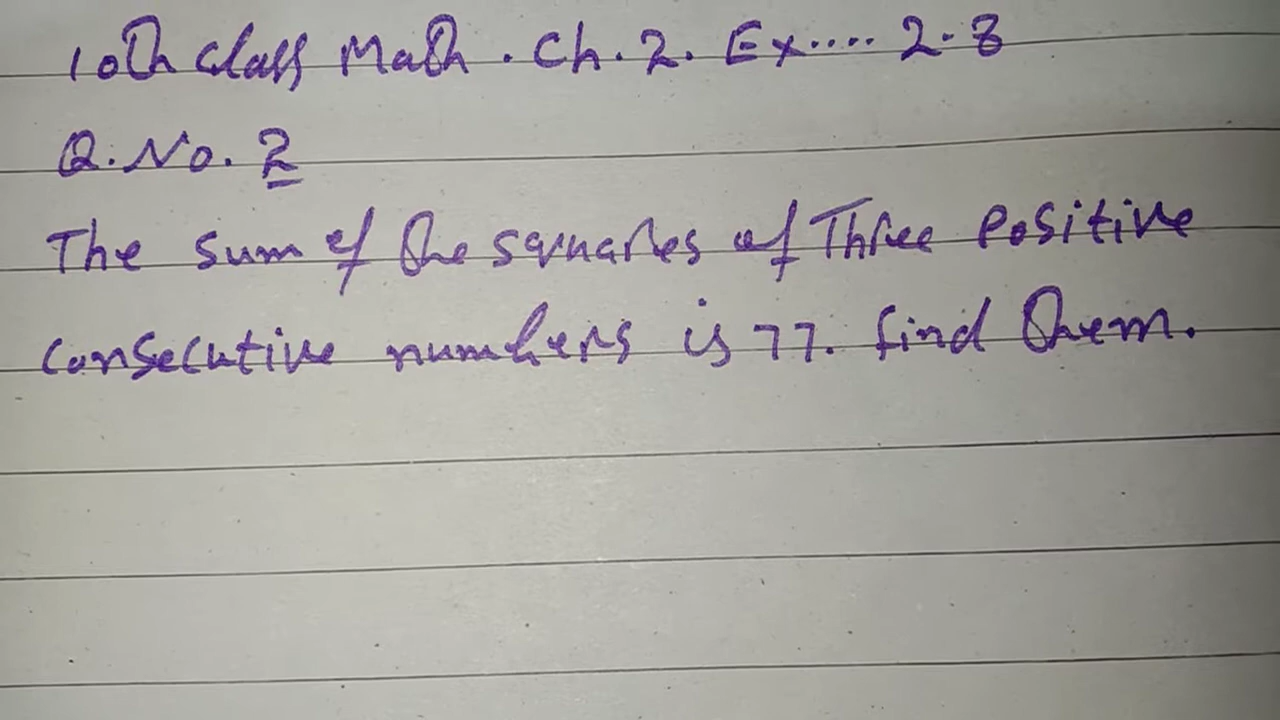 10th class Math. Ch. 2. Ex.... 2.8
Q. No. 2
The sum of the squares of Three positive
consecutive numbers is 77. find them.